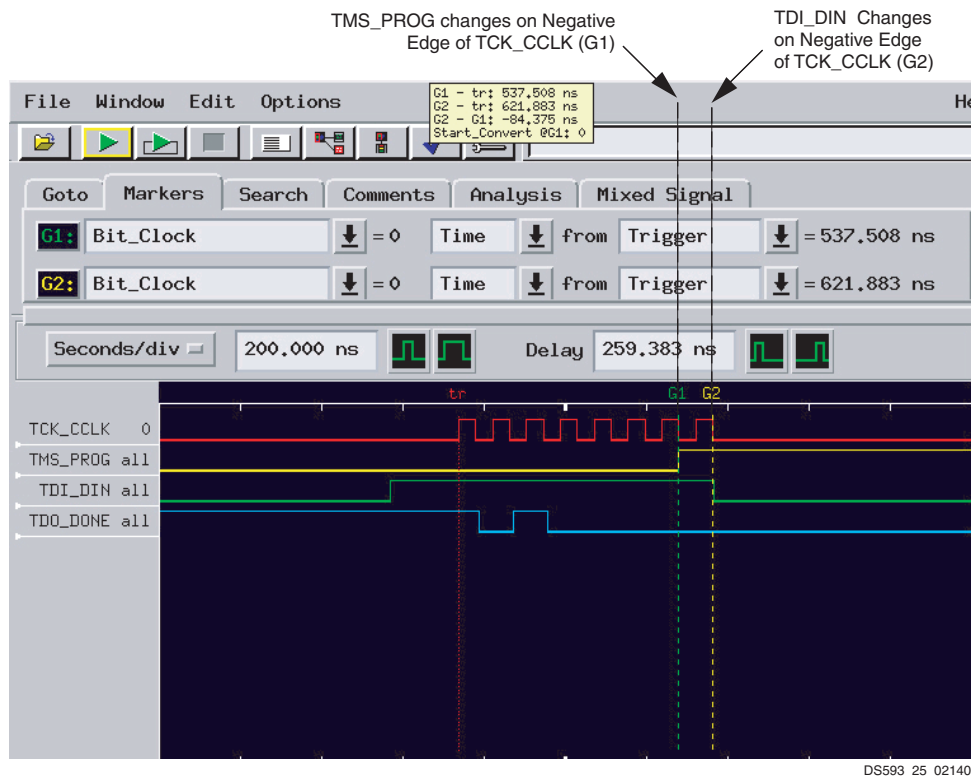 TMS_PROG changes on Negative
Edge of TCK_CCLK (G1)
TDI_DIN Changes
on Negative Edge
of TCK_CCLK (G2)
File Window Edit Options
G1 - tr: 537.508 ns
G2 - tr: 621.883 ns
G2 - G1: -84.375 ns
Start_Convert @G1: 0
He
Goto Markers Search Comments Analysis Mixed Signal
G1: Bit_Clock = 0 Time from Trigger = 537.508 ns
G2: Bit_Clock = 0 Time from Trigger = 621.883 ns
Seconds/div 200.000 ns Delay 259.383 ns
tr G1 G2
TCK_CCLK 0
TMS_PROG all
TDI_DIN all
TDO_DONE all
DS593_25_02140